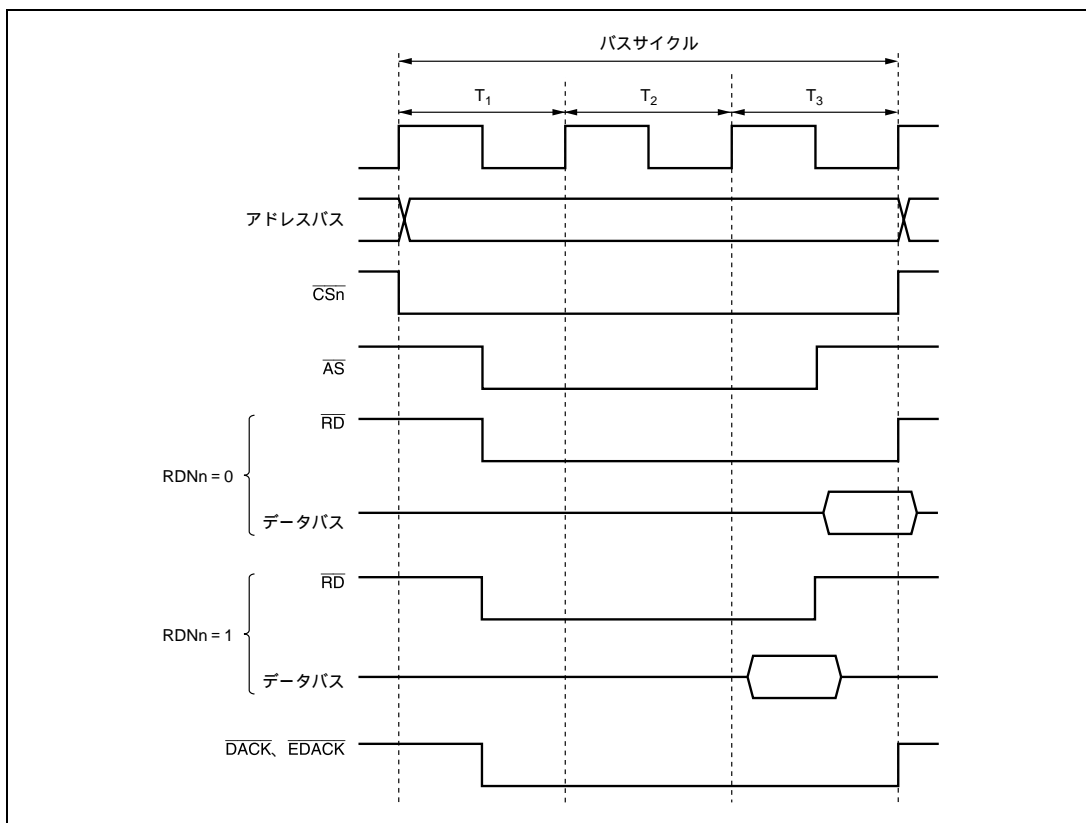 バスサイクル
T₁ T₂ T₃
アドレスバス
CSn
AS
RD
RDNn = 0
データバス
RD
RDNn = 1
データバス
DACK、EDACK